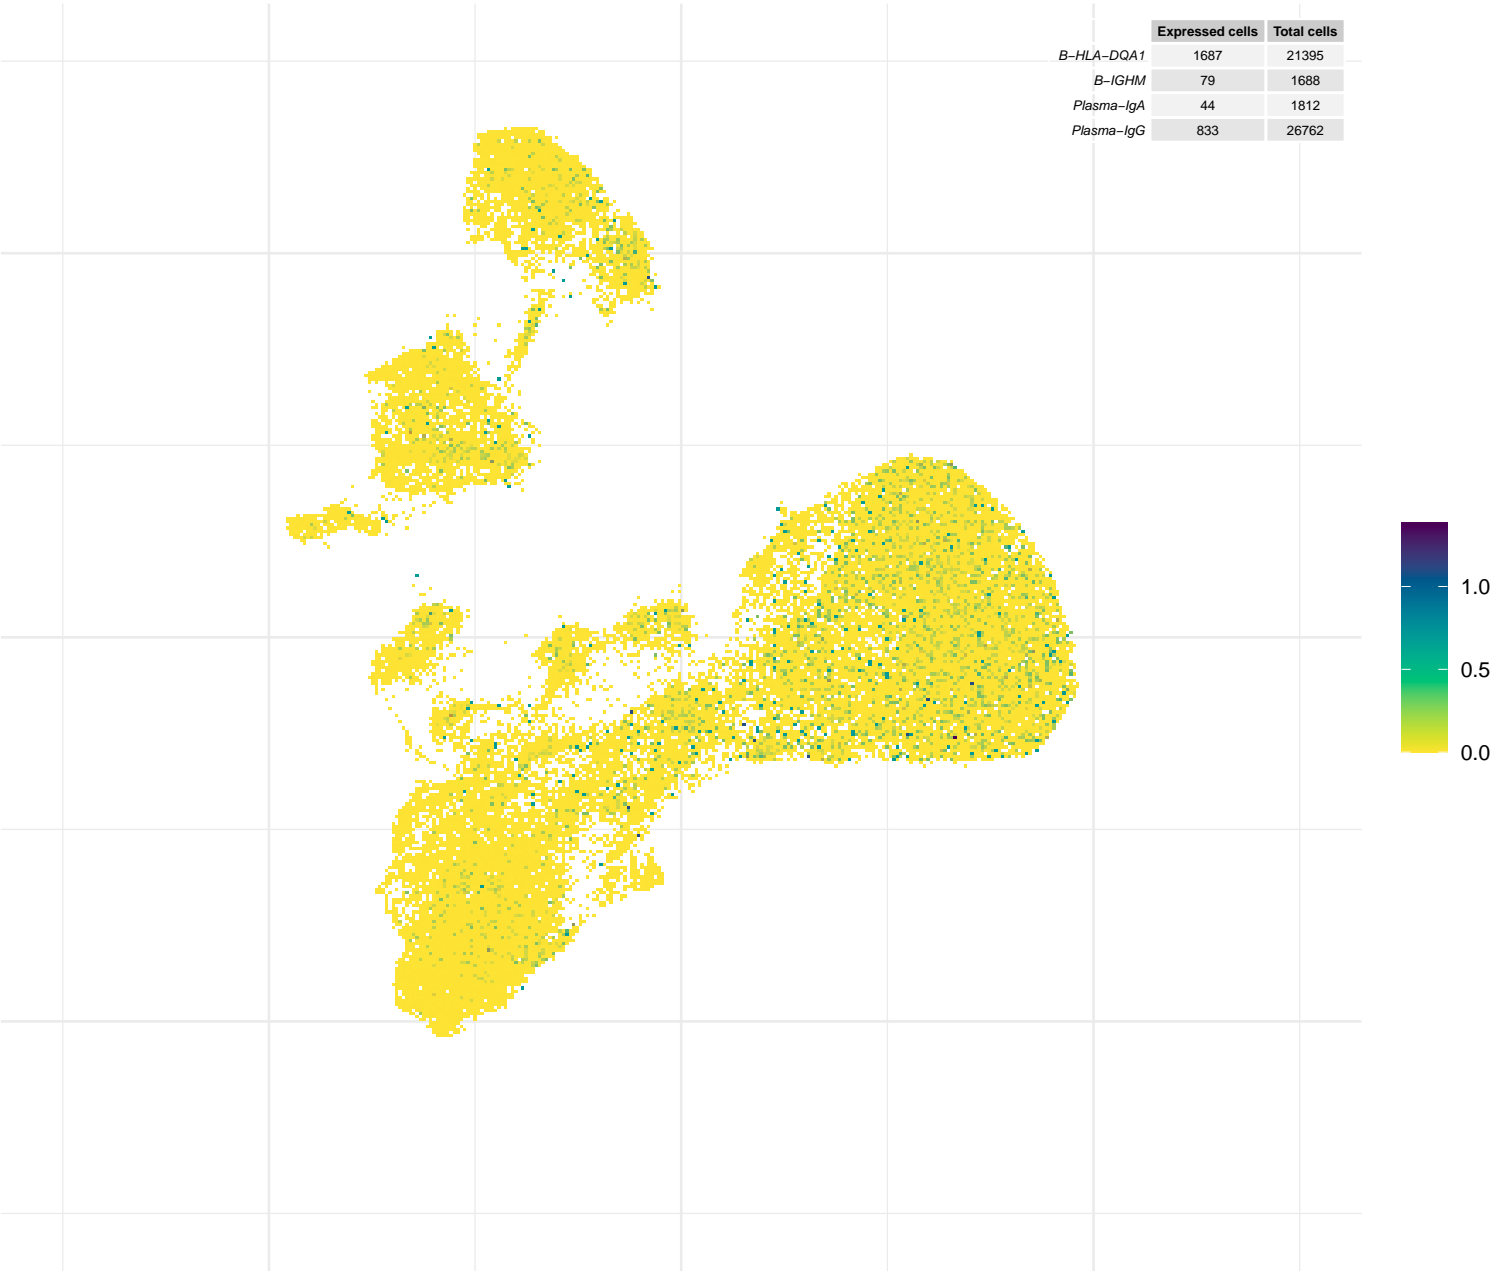 Expressed cells Total cells
B−HLA−DQA1 1687 21395
B−IGHM 79 1688
Plasma−IgA 44 1812
Plasma−IgG 833 26762
1.0
0.5
0.0